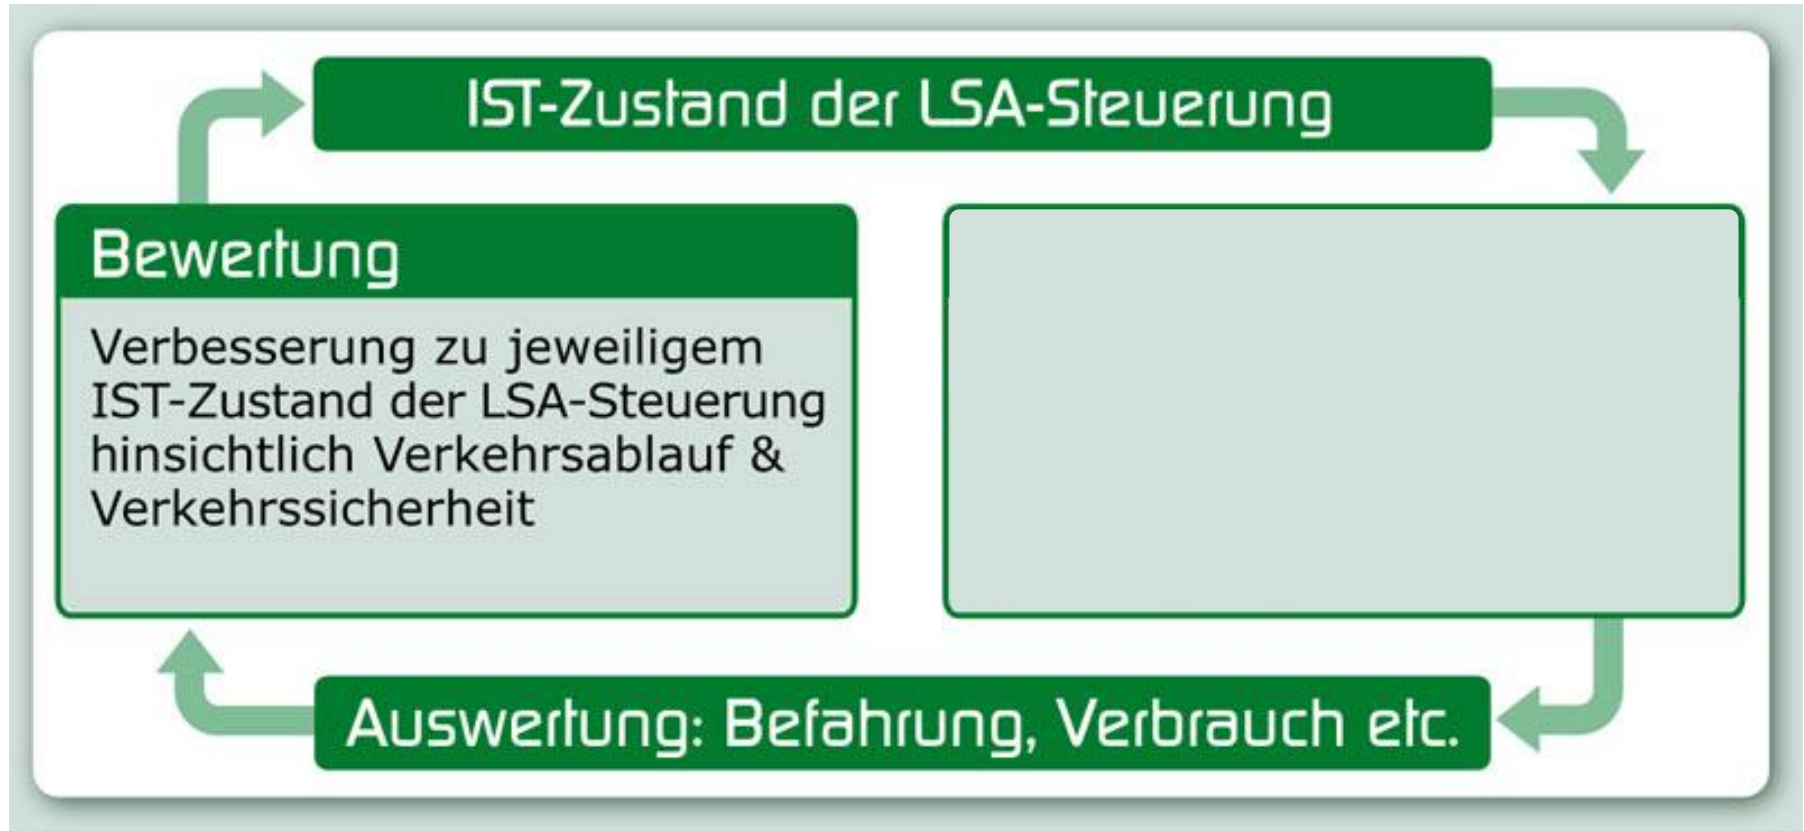 IST-Zustand der LSA-Steuerung
Bewertung
Verbesserung zu jeweiligem
IST-Zustand der LSA-Steuerung
hinsichtlich Verkehrsablauf &
Verkehrssicherheit
Auswertung: Befahrung, Verbrauch etc.